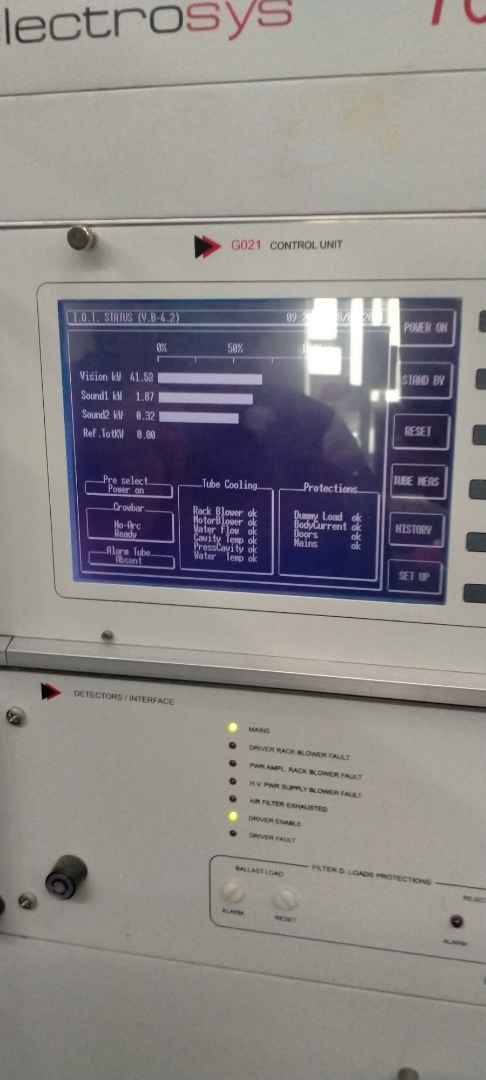 electrosys
G021 CONTROL UNIT
I.O.T. STATUS (V.B-4.2)
POWER ON
0% 50%
Vision kW 41.52
STAND BY
Sound1 kW 1.87
Sound2 kW 0.32
RESET
Ref.TotKW 0.00
TUBE MEAS
Pre select
Power on
Tube Cooling
Protections
Crowbar
No-Arc
Ready
Rack Blower ok
MotorBlower ok
Water Flow ok
Cavity Temp ok
PressCavity ok
Water Temp ok
Dummy Load ok
BodyCurrent ok
Doors ok
Mains ok
HISTORY
Alarm Tube
Absent
SET UP
DETECTORS / INTERFACE
MAINS
DRIVER RACK BLOWER FAULT
PWR AMPL. RACK BLOWER FAULT
H.V. PWR SUPPLY BLOWER FAULT
AIR FILTER EXHAUSTED
DRIVER ENABLE
DRIVER FAULT
FILTER D. LOADS PROTECTIONS
BALLAST LOAD
ALARM
RESET
ALARM